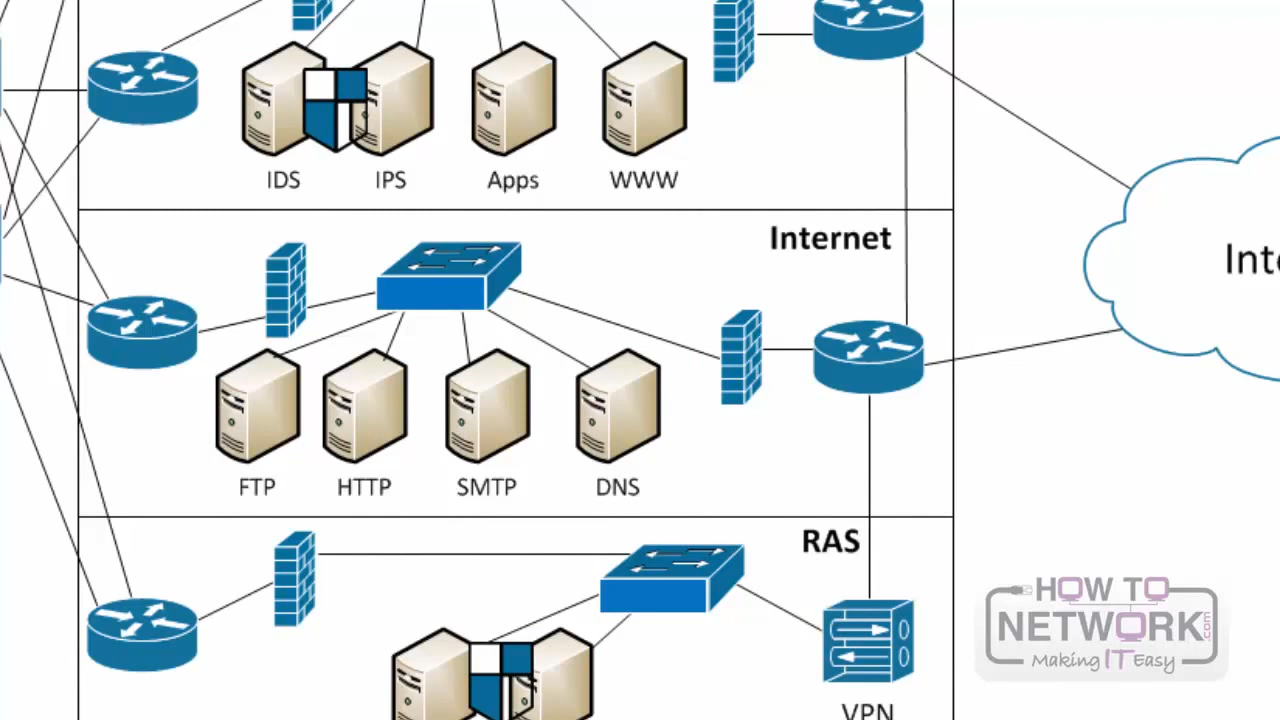 IDS IPS Apps WWW
Internet
FTP HTTP SMTP DNS
RAS
VPN
HOW TO
NETWORK.com
Making IT Easy